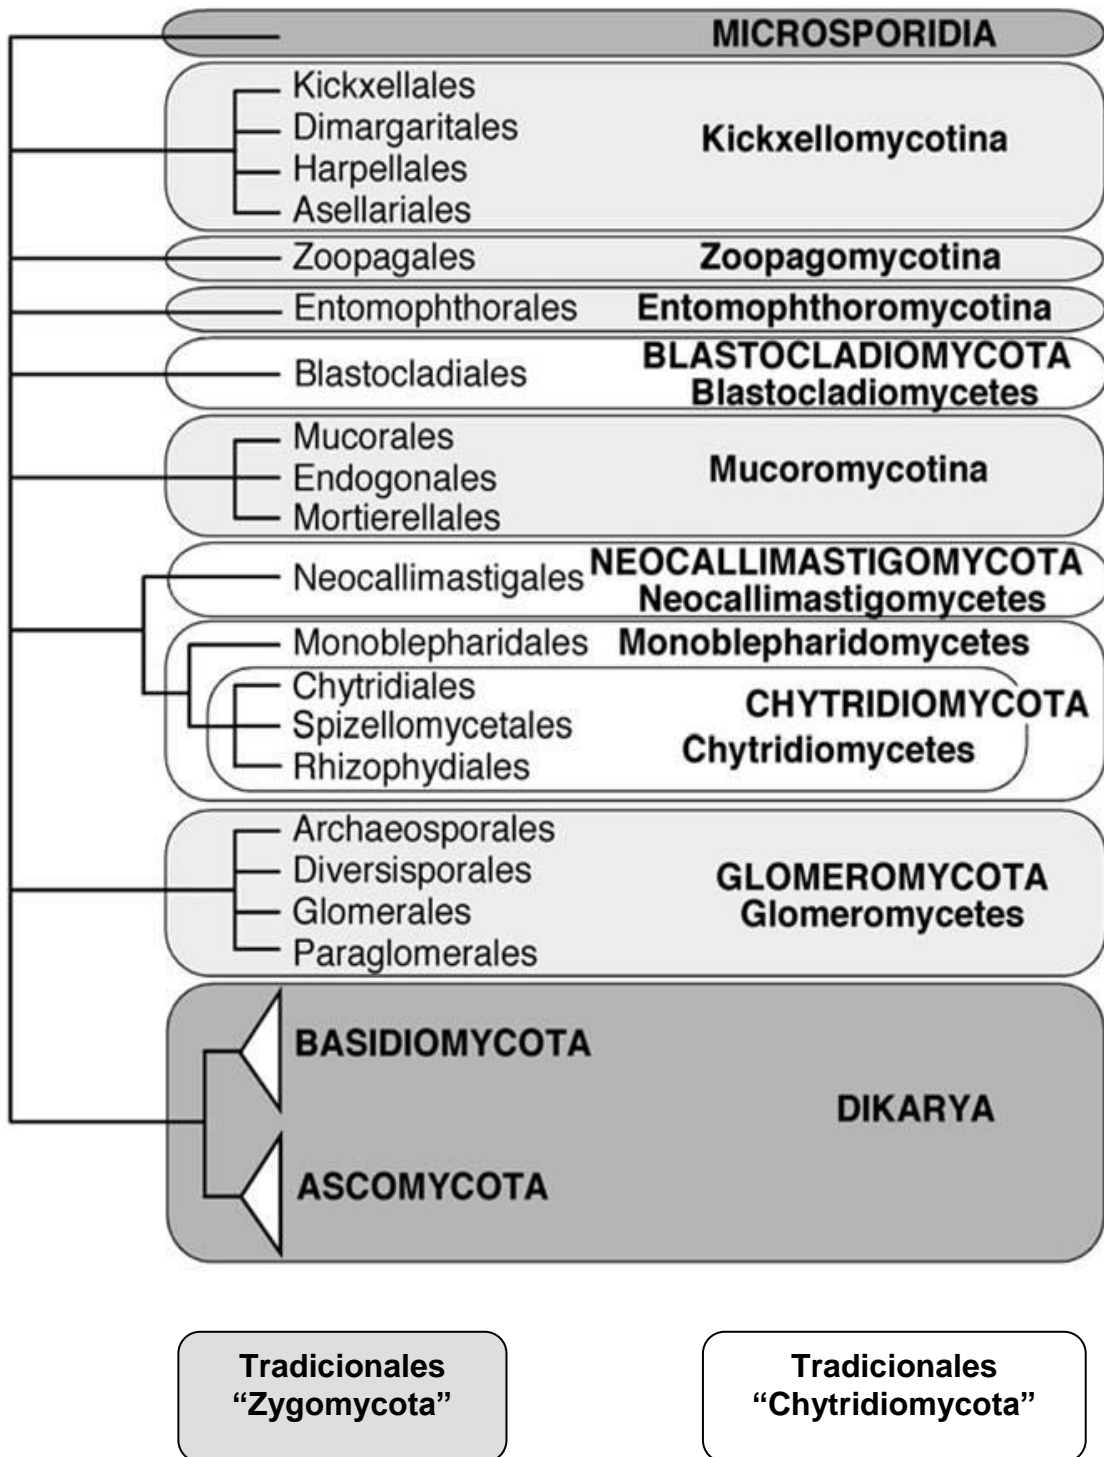 MICROSPORIDIA
Kickxellales
Dimargaritales
Harpellales
Asellariales
Kickxellomycotina
Zoopagales Zoopagomycotina
Entomophthorales Entomophthoromycotina
Blastocladiales
BLASTOCLADIOMYCOTA
Blastocladiomycetes
Mucorales
Endogonales
Mortierellales
Mucoromycotina
Neocallimastigales
NEOCALLIMASTIGOMYCOTA
Neocallimastigomycetes
Monoblepharidales Monoblepharidomycetes
Chytridiales
Spizellomycetales
Rhizophydiales
CHYTRIDIOMYCOTA
Chytridiomycetes
Archaeosporales
Diversisporales
Glomerales
Paraglomerales
GLOMEROMYCOTA
Glomeromycetes
BASIDIOMYCOTA
ASCOMYCOTA
DIKARYA
Tradicionales
“Zygomycota”
Tradicionales
“Chytridiomycota”